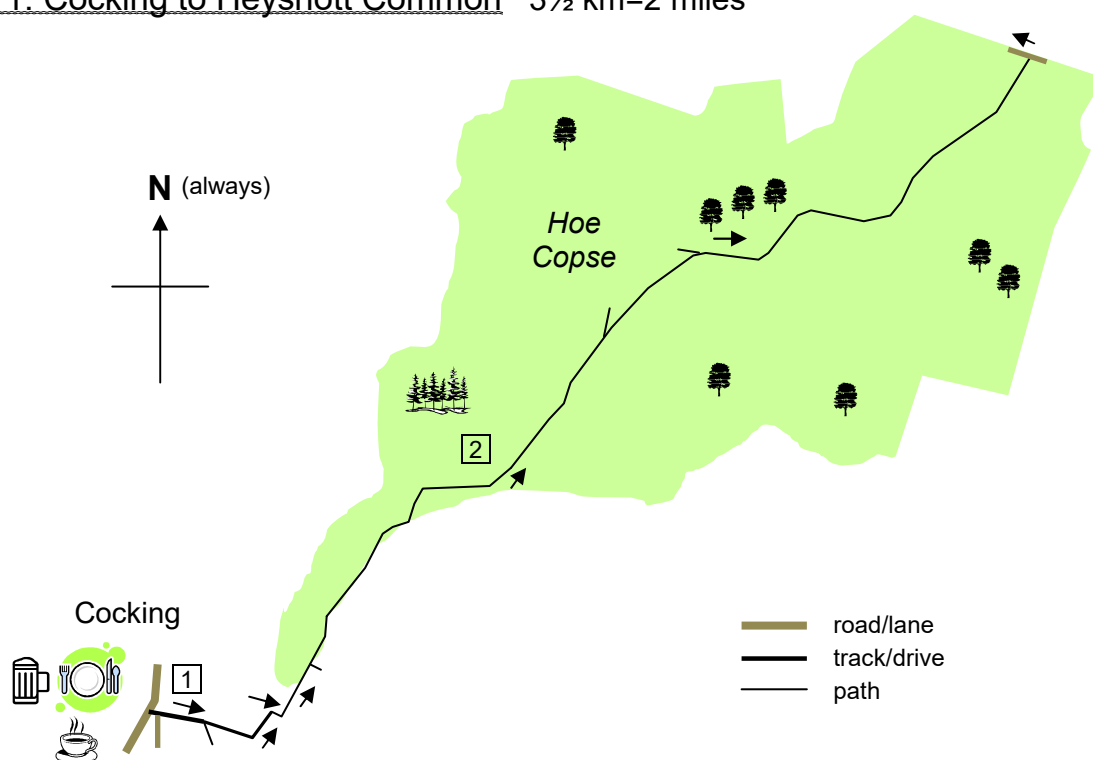 1: Cocking to Heyshott Common 3½ km=2 miles
N (always)
Hoe
Copse
2
Cocking
1
road/lane
track/drive
path